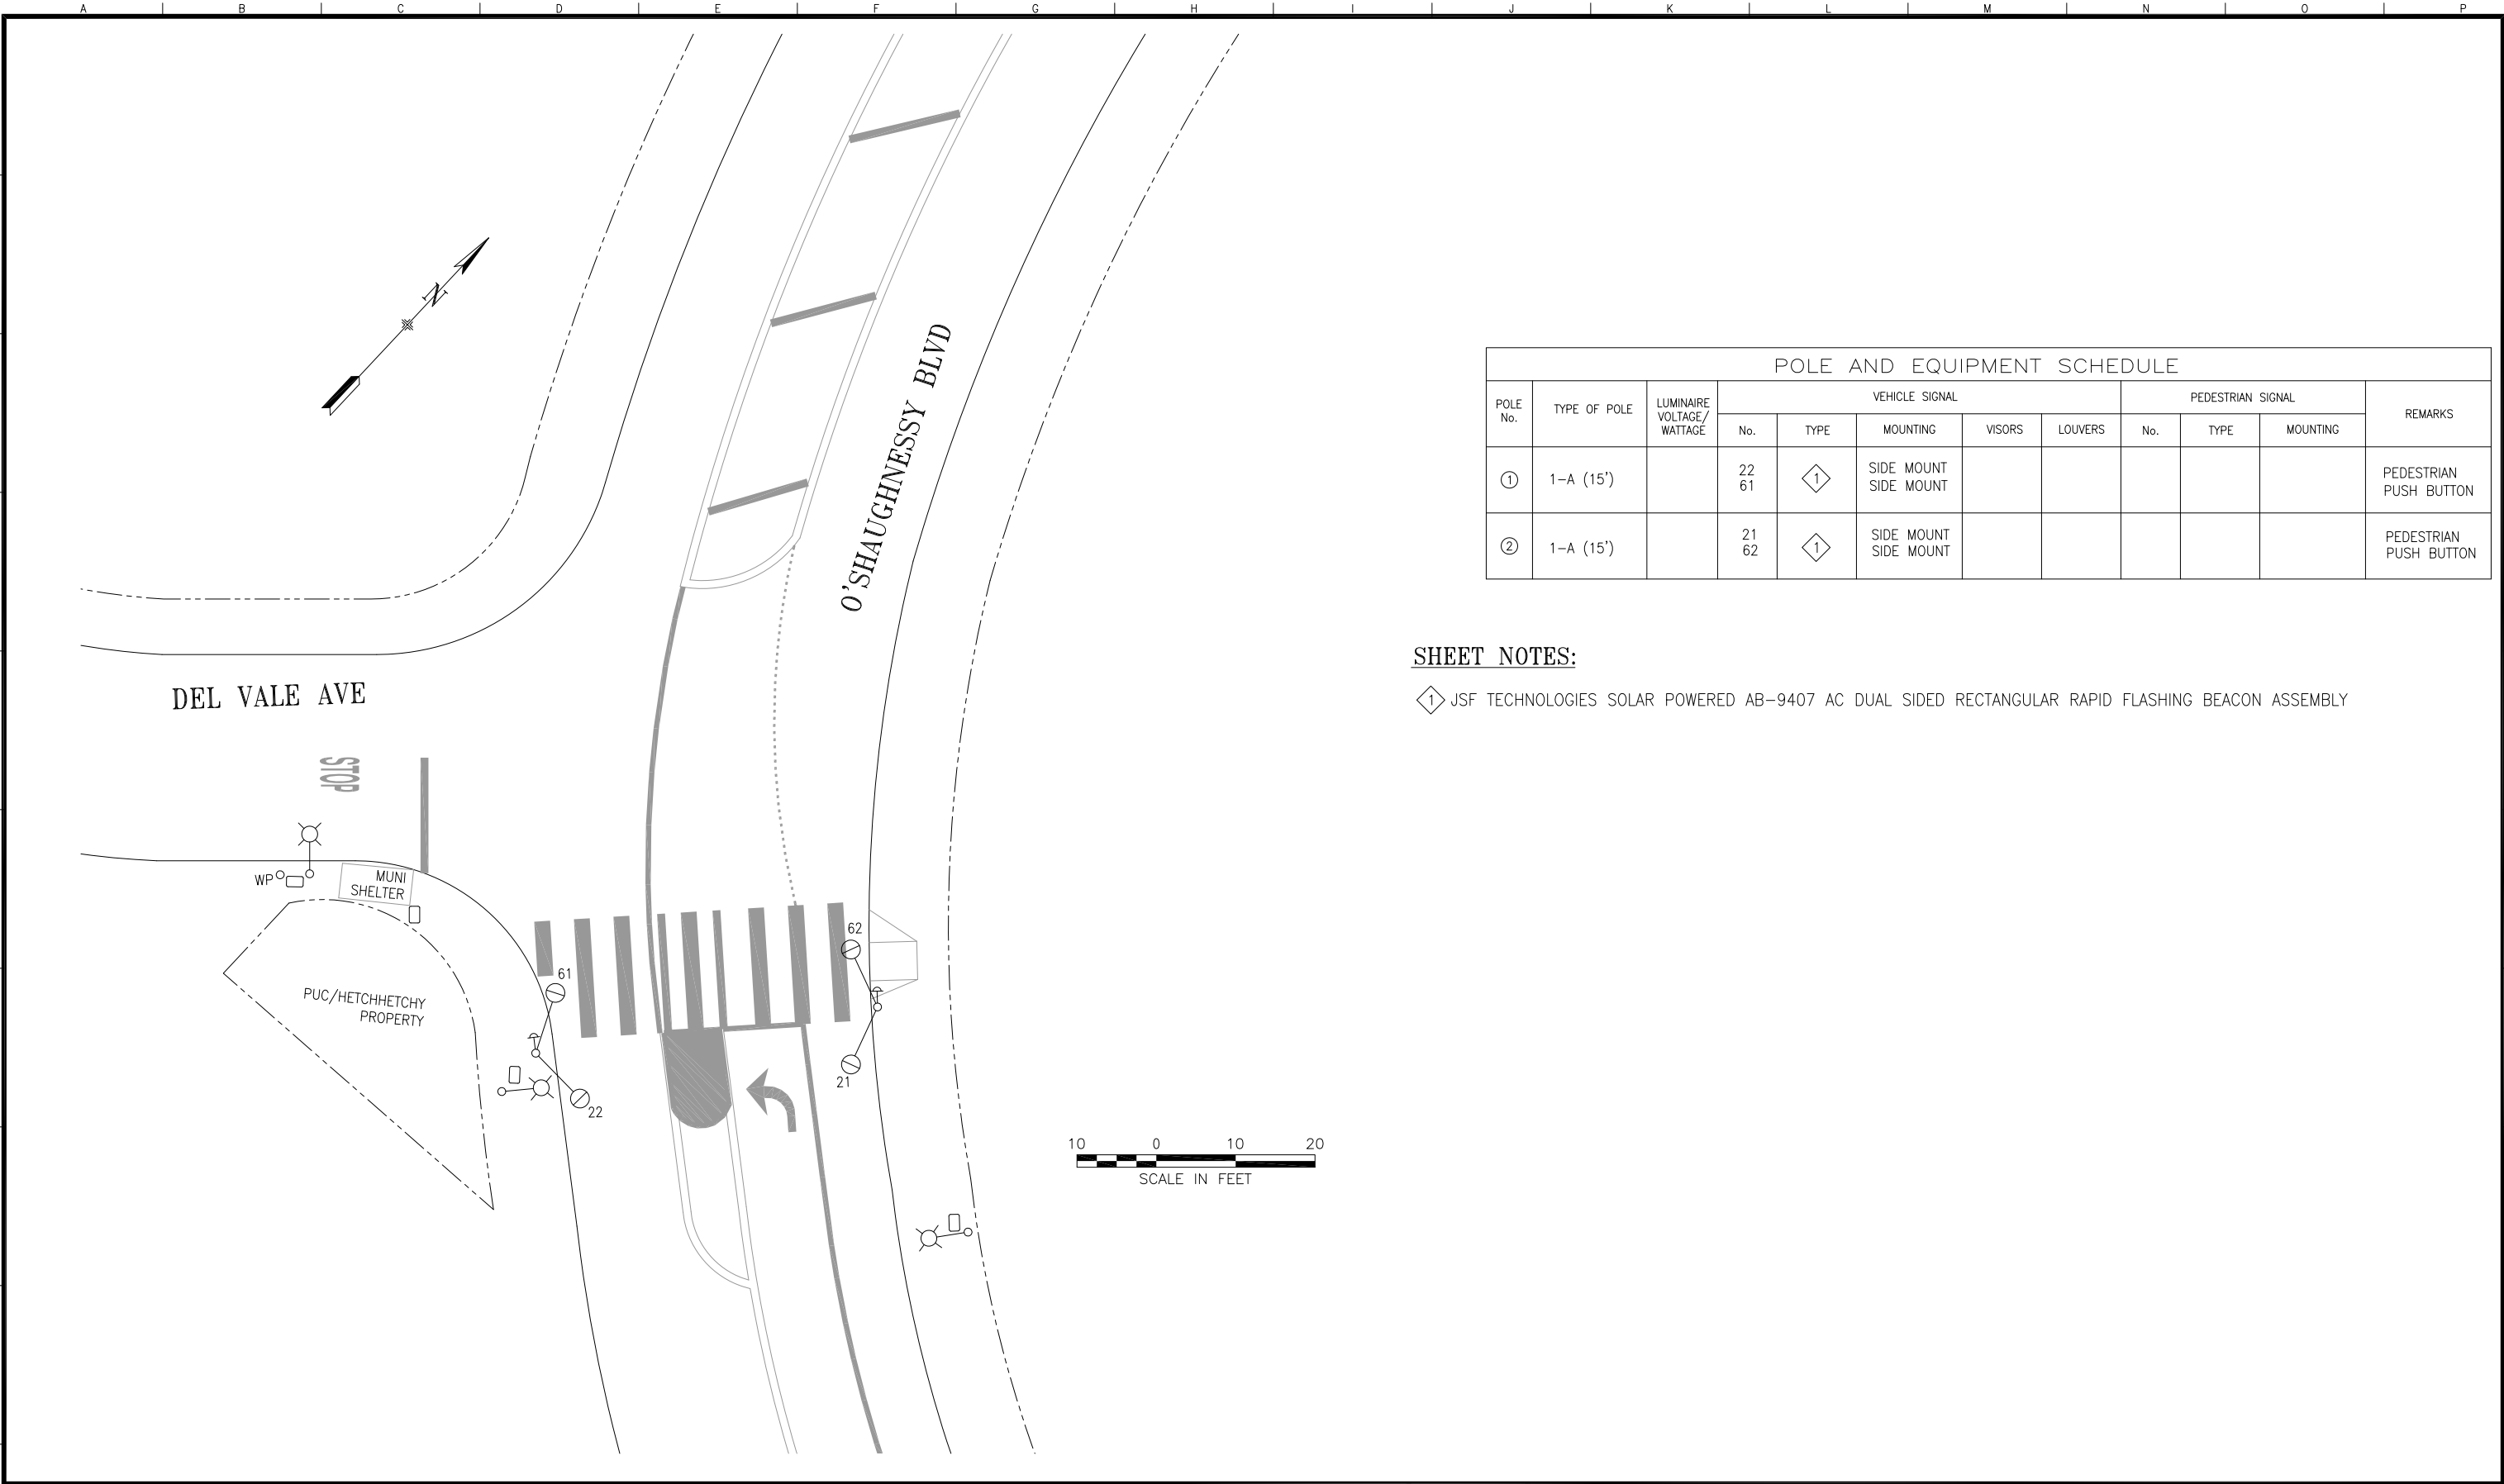 A B C D E F G H I J K L M N O P
N
O'SHAUGHNESSY BLVD
DEL VALE AVE
STOP
WP
MUNI
SHELTER
PUC/HETCHHETCHY
PROPERTY
61
22
62
21
10 0 10 20
SCALE IN FEET
POLE AND EQUIPMENT SCHEDULE
POLE
No.
TYPE OF POLE
LUMINAIRE
VOLTAGE/
WATTAGE
VEHICLE SIGNAL
PEDESTRIAN SIGNAL
REMARKS
No. TYPE MOUNTING VISORS LOUVERS No. TYPE MOUNTING
1 1-A (15')
22
61
1
SIDE MOUNT
SIDE MOUNT
PEDESTRIAN
PUSH BUTTON
2 1-A (15')
21
62
1
SIDE MOUNT
SIDE MOUNT
PEDESTRIAN
PUSH BUTTON
SHEET NOTES:
1 JSF TECHNOLOGIES SOLAR POWERED AB-9407 AC DUAL SIDED RECTANGULAR RAPID FLASHING BEACON ASSEMBLY